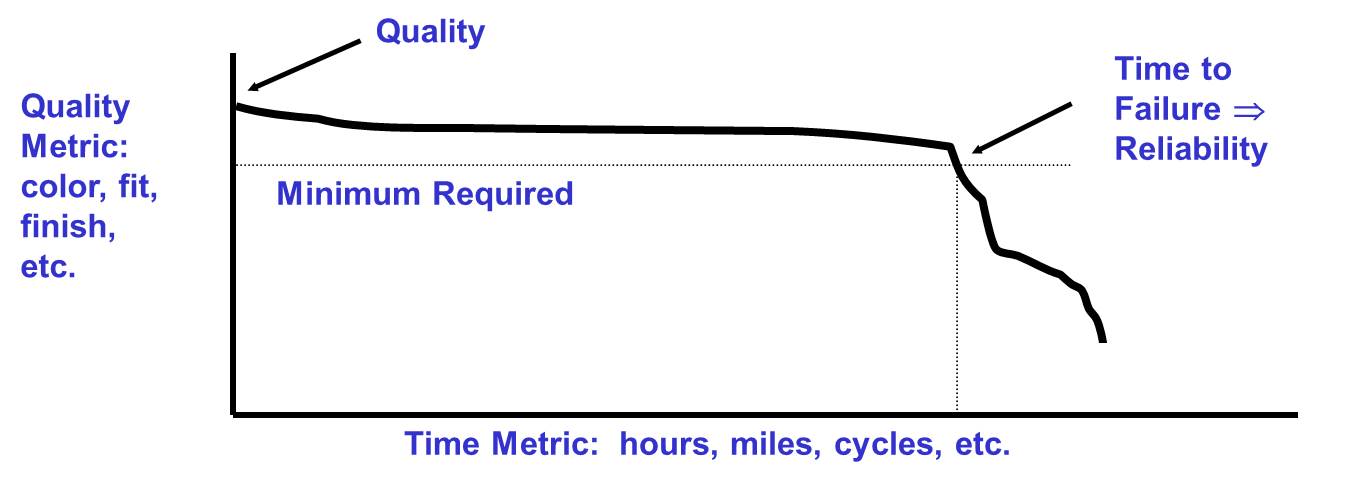 Quality
Time to
Failure ⇒
Reliability
Quality
Metric:
color, fit,
finish,
etc.
Minimum Required
Time Metric: hours, miles, cycles, etc.